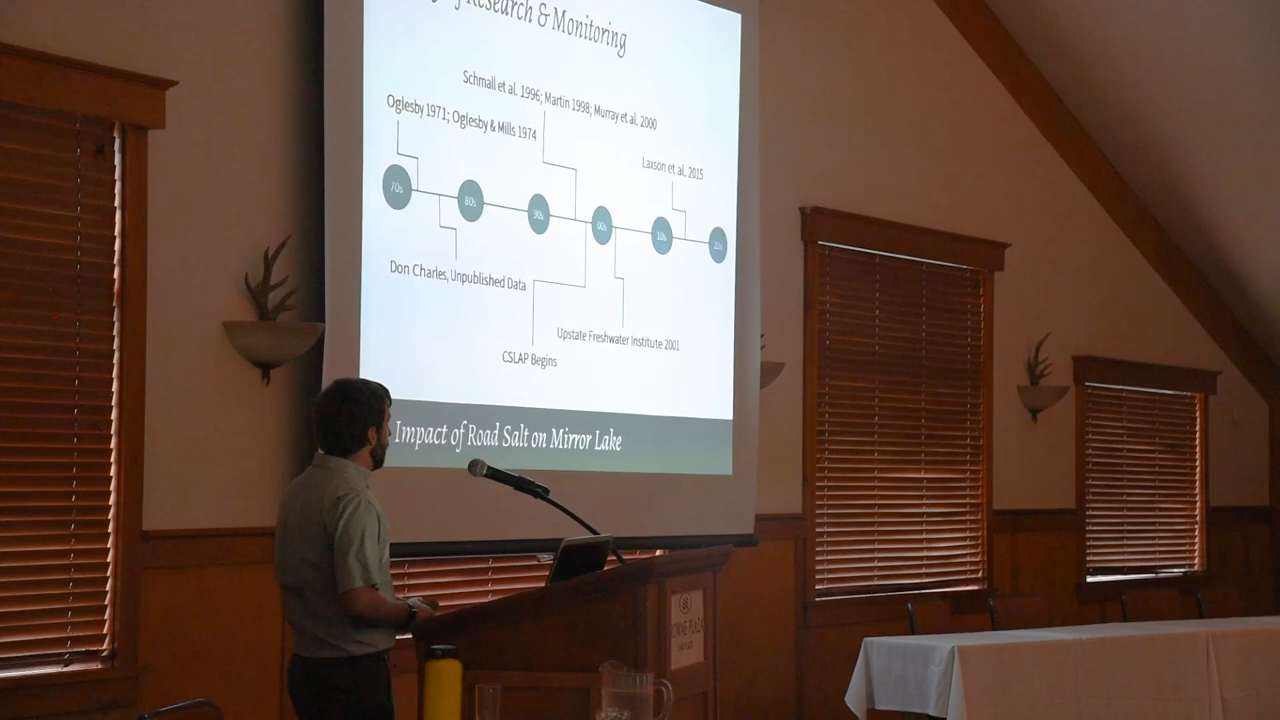 of Research & Monitoring
Schmall et al. 1996; Martin 1998; Murray et al. 2000
Oglesby 1971; Oglesby & Mills 1974
Laxson et al. 2015
70s
80s
90s
00s
10s
20s
Don Charles, Unpublished Data
Upstate Freshwater Institute 2001
CSLAP Begins
Impact of Road Salt on Mirror Lake